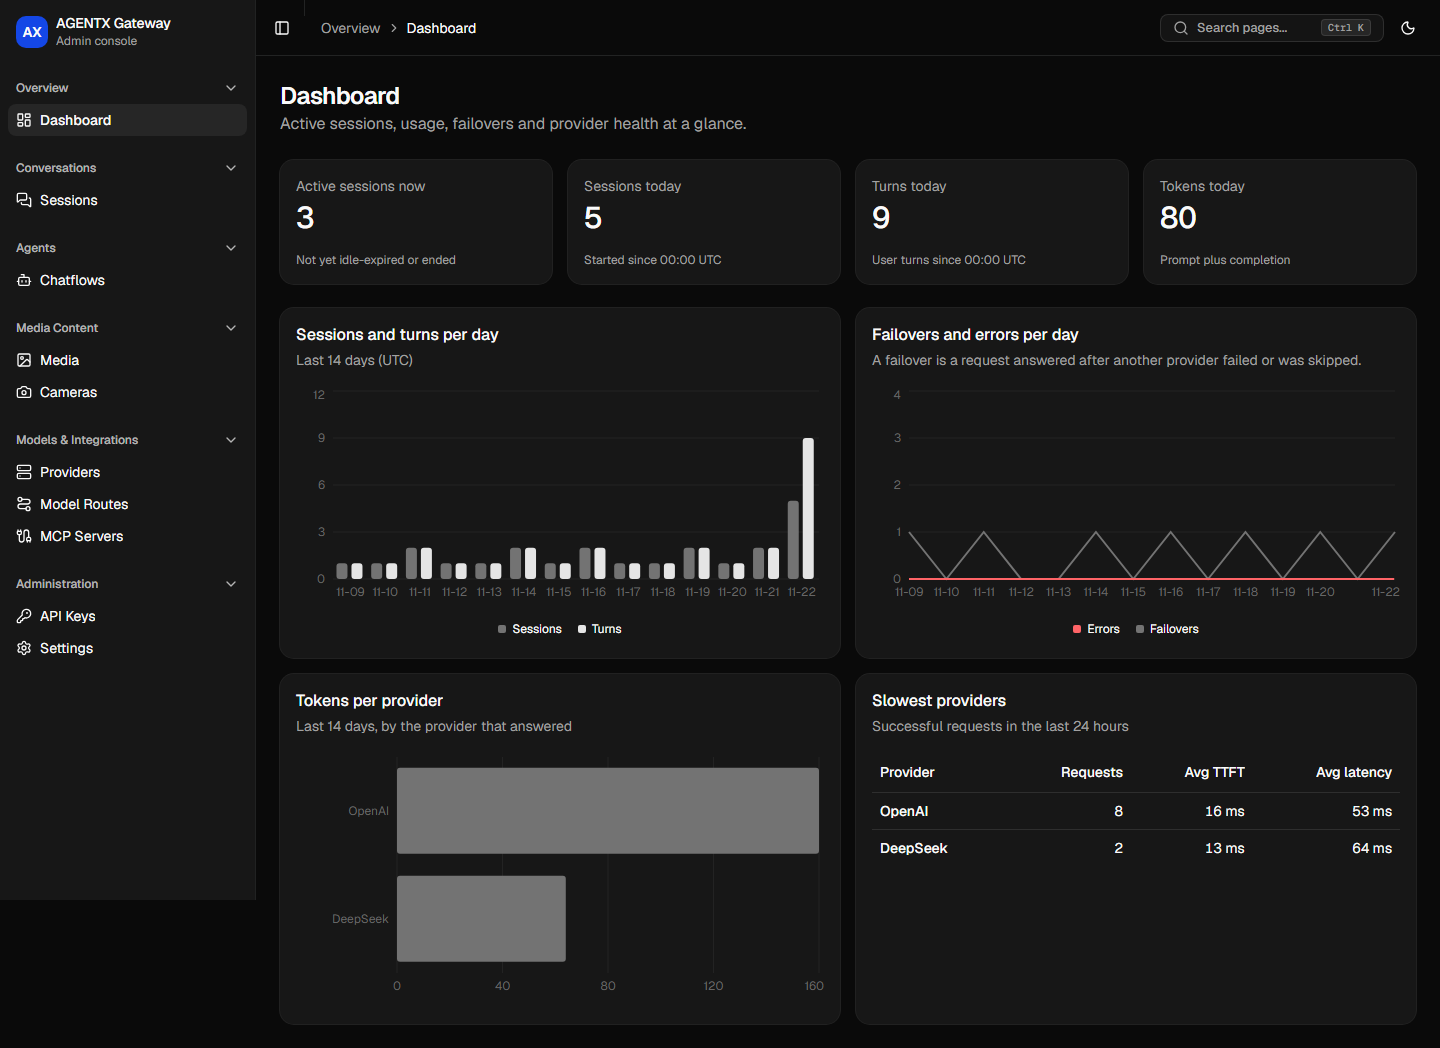 AX
AGENTX Gateway
Admin console
Overview
Dashboard
Conversations
Sessions
Agents
Chatflows
Media Content
Media
Cameras
Models & Integrations
Providers
Model Routes
MCP Servers
Administration
API Keys
Settings
Overview > Dashboard
Search pages... Ctrl K
Dashboard
Active sessions, usage, failovers and provider health at a glance.
Active sessions now
3
Not yet idle-expired or ended
Sessions today
5
Started since 00:00 UTC
Turns today
9
User turns since 00:00 UTC
Tokens today
80
Prompt plus completion
Sessions and turns per day
Last 14 days (UTC)
12
9
6
3
0
11-09 11-10 11-11 11-12 11-13 11-14 11-15 11-16 11-17 11-18 11-19 11-20 11-21 11-22
Sessions Turns
Failovers and errors per day
A failover is a request answered after another provider failed or was skipped.
4
3
2
1
0
11-09 11-10 11-11 11-12 11-13 11-14 11-15 11-16 11-17 11-18 11-19 11-20 11-22
Errors Failovers
Tokens per provider
Last 14 days, by the provider that answered
OpenAI
DeepSeek
0 40 80 120 160
Slowest providers
Successful requests in the last 24 hours
Provider Requests Avg TTFT Avg latency
OpenAI 8 16 ms 53 ms
DeepSeek 2 13 ms 64 ms